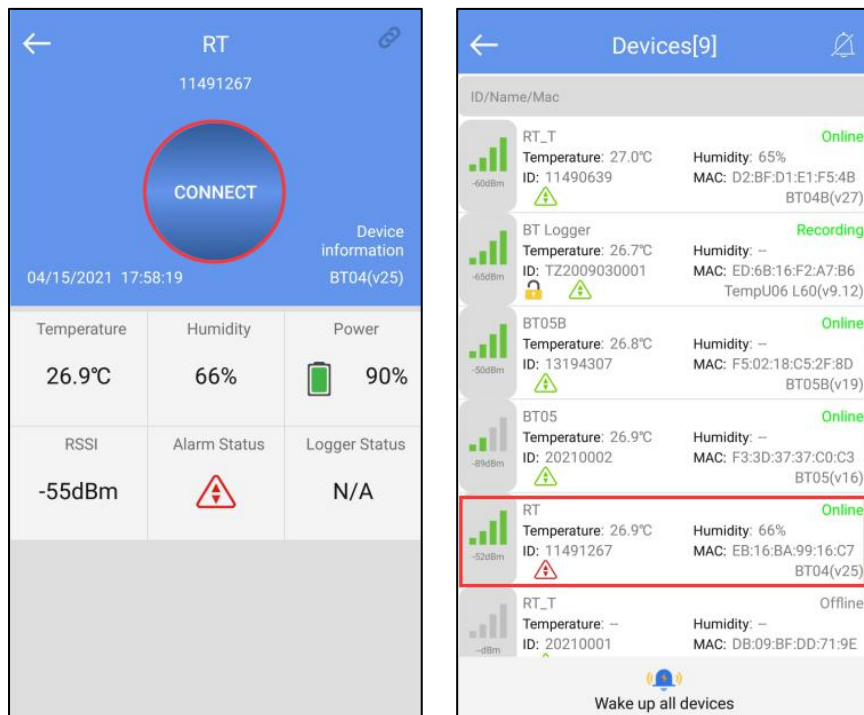 RT
11491267
CONNECT
Device
information
04/15/2021 17:58:19 BT04(v25)
Temperature Humidity Power
26.9℃ 66% 90%
RSSI Alarm Status Logger Status
-55dBm N/A
Devices[9]
ID/Name/Mac
RT_T Online
Temperature: 27.0℃ Humidity: 65%
ID: 11490639 MAC: D2:BF:D1:E1:F5:4B
-60dBm
BT04B(v27)
BT Logger Recording
Temperature: 26.7℃ Humidity: --
ID: TZ2009030001 MAC: ED:6B:16:F2:A7:B6
-65dBm
TempU06 L60(v9.12)
BT05B Online
Temperature: 26.8℃ Humidity: --
ID: 13194307 MAC: F5:02:18:C5:2F:8D
-50dBm
BT05B(v19)
BT05 Online
Temperature: 26.9℃ Humidity: --
ID: 20210002 MAC: F3:3D:37:37:C0:C3
-89dBm
BT05(v16)
RT Online
Temperature: 26.9℃ Humidity: 66%
ID: 11491267 MAC: EB:16:BA:99:16:C7
-52dBm
BT04(v25)
RT_T Offline
Temperature: -- Humidity: --
ID: 20210001 MAC: DB:09:BF:DD:71:9E
--dBm
Wake up all devices